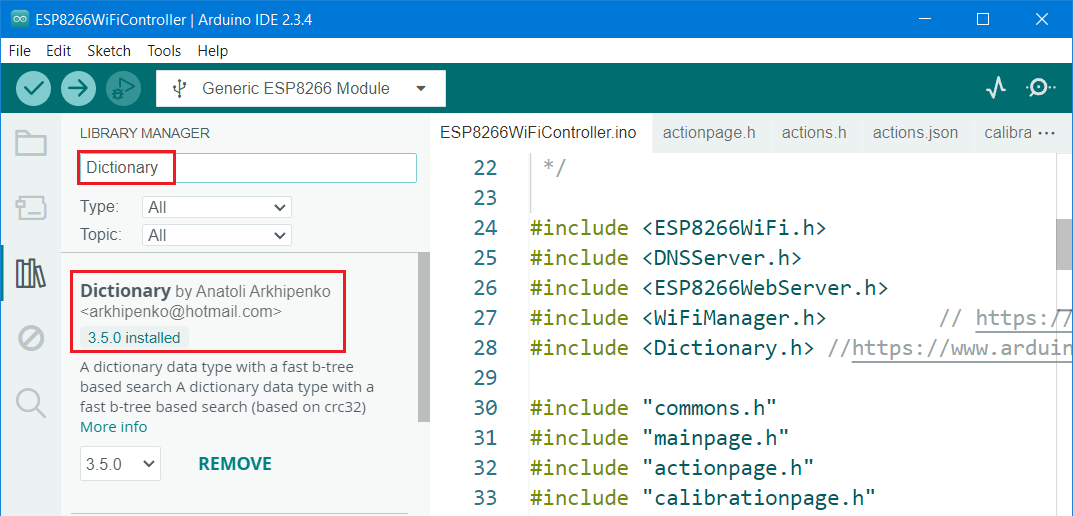 ESP8266WiFiController | Arduino IDE 2.3.4
File Edit Sketch Tools Help
Generic ESP8266 Module
LIBRARY MANAGER
Dictionary
Type: All
Topic: All
Dictionary by Anatoli Arkhipenko
<arkhipenko@hotmail.com>
3.5.0 installed
A dictionary data type with a fast b-tree
based search A dictionary data type with a
fast b-tree based search (based on crc32)
More info
3.5.0 REMOVE
ESP8266WiFiController.ino actionpage.h actions.h actions.json calibra ···
22 */
23
24 #include <ESP8266WiFi.h>
25 #include <DNSServer.h>
26 #include <ESP8266WebServer.h>
27 #include <WiFiManager.h> // https://
28 #include <Dictionary.h> //https://www.arduin
29
30 #include "commons.h"
31 #include "mainpage.h"
32 #include "actionpage.h"
33 #include "calibrationpage.h"